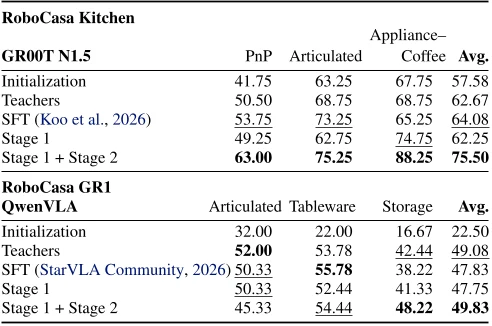 RoboCasa Kitchen
Appliance–
GR00T N1.5 PnP Articulated Coffee Avg.
Initialization 41.75 63.25 67.75 57.58
Teachers 50.50 68.75 68.75 62.67
SFT (Koo et al., 2026) 53.75 73.25 65.25 64.08
Stage 1 49.25 62.75 74.75 62.25
Stage 1 + Stage 2 63.00 75.25 88.25 75.50
RoboCasa GR1
QwenVLA Articulated Tableware Storage Avg.
Initialization 32.00 22.00 16.67 22.50
Teachers 52.00 53.78 42.44 49.08
SFT (StarVLA Community, 2026) 50.33 55.78 38.22 47.83
Stage 1 50.33 52.44 41.33 47.75
Stage 1 + Stage 2 45.33 54.44 48.22 49.83